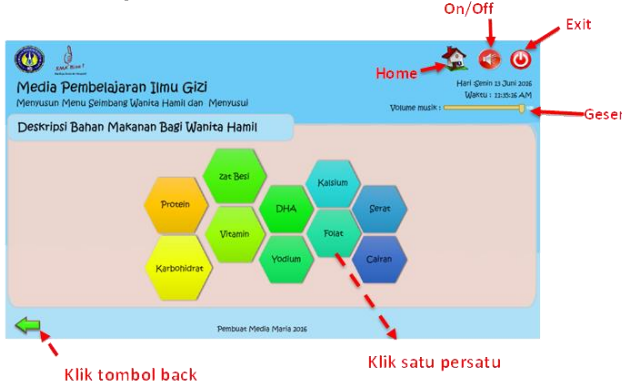 On/Off
Exit
Home
Media Pembelajaran Ilmu Gizi
Menyusun Menu Seimbang Wanita Hamil dan Menyusui
Hari :Senin 13 Juni 2016
Waktu : 11:35:16 AM
Volume musik :
Geser
Deskripsi Bahan Makanan Bagi Wanita Hamil
zat Besi
Kalsium
Protein
DHA
Serat
Vitamin
Folat
Karbohidrat
Yodium
Cairan
Pembuat Media Maria 2016
Klik tombol back
Klik satu persatu